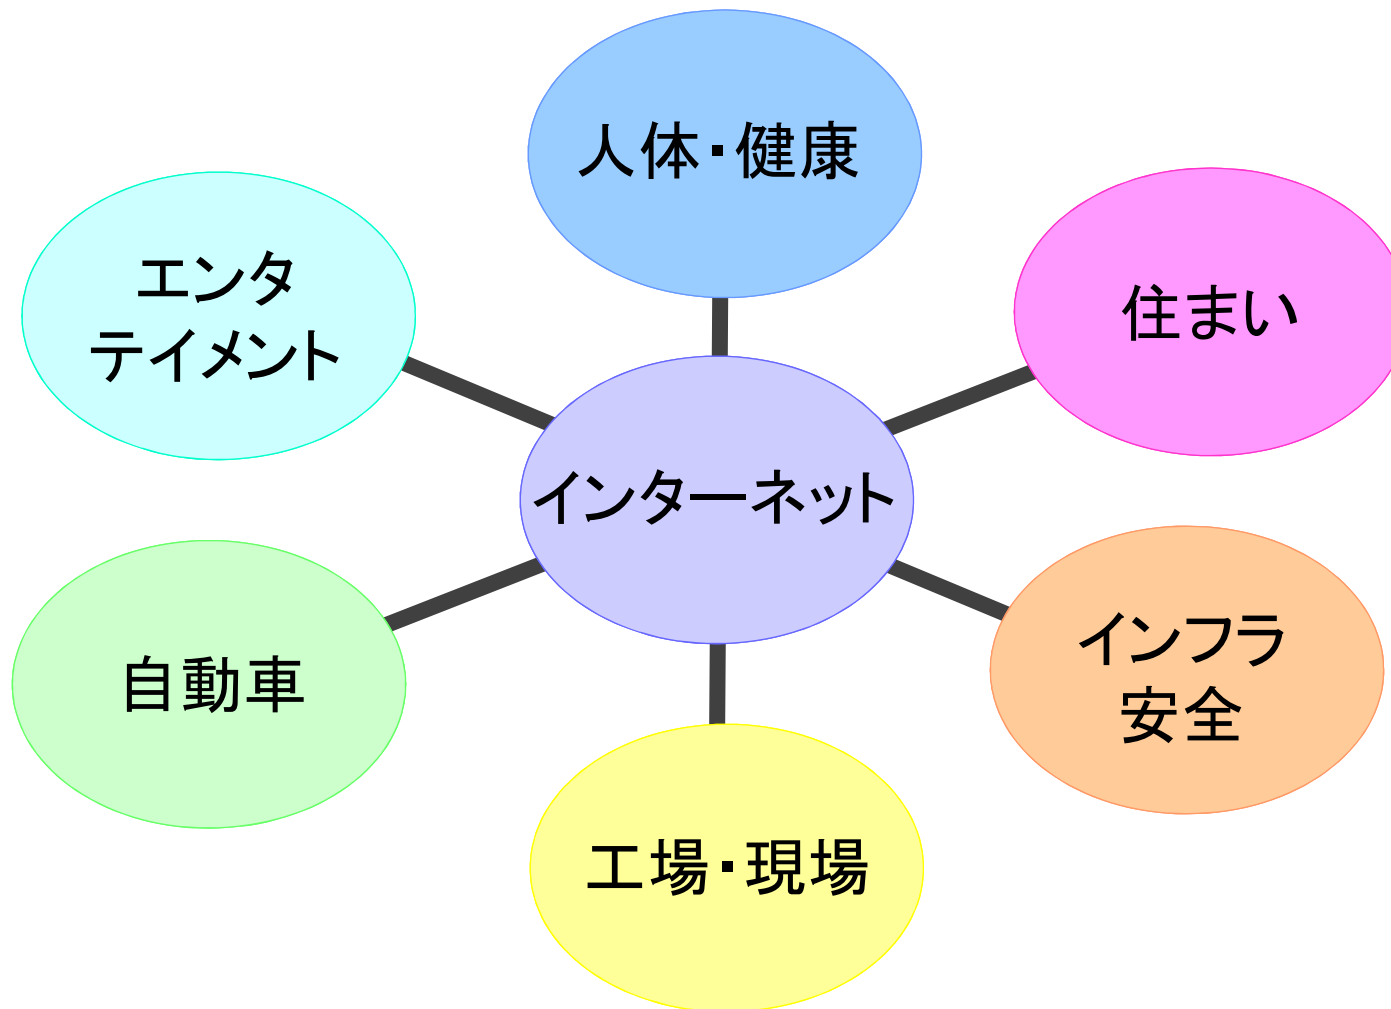 人体・健康
エンタ
テイメント
住まい
インターネット
自動車
インフラ
安全
工場・現場